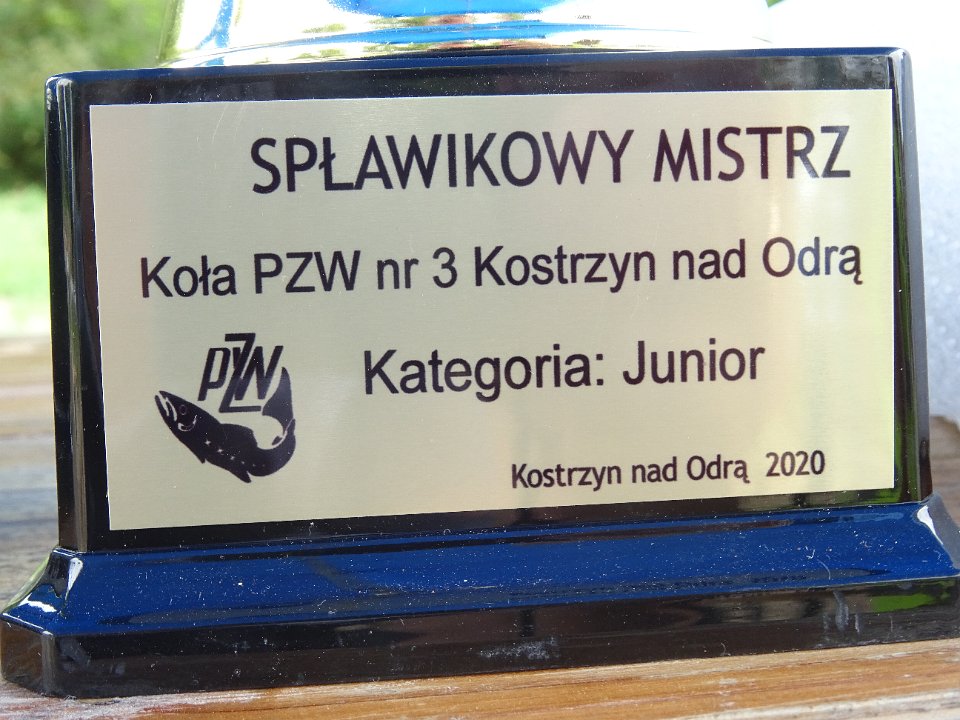 SPŁAWIKOWY MISTRZ
Koła PZW nr 3 Kostrzyn nad Odrą
PZW
Kategoria: Junior
Kostrzyn nad Odrą 2020